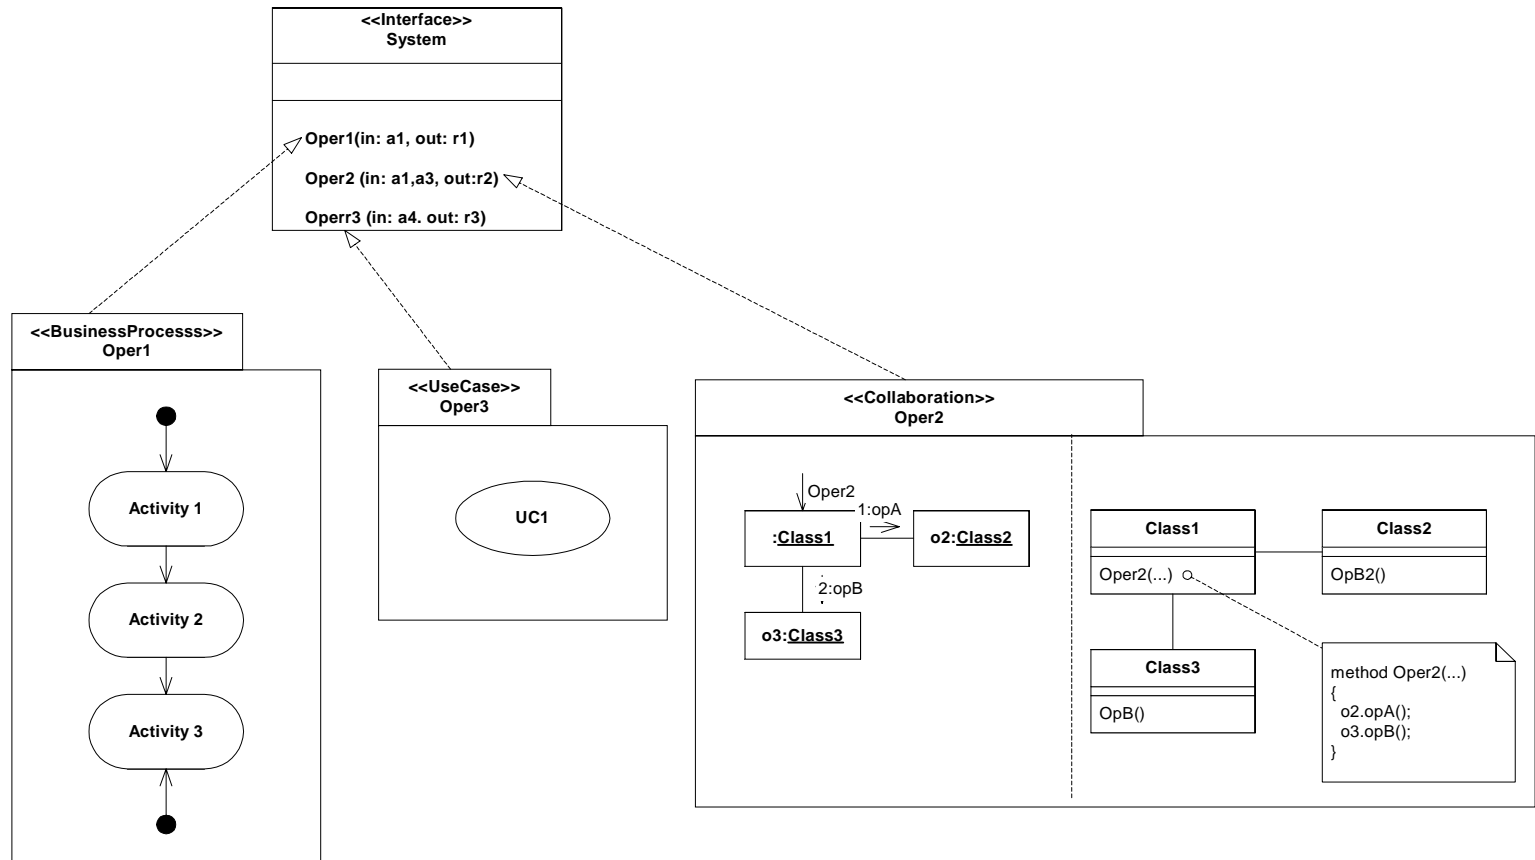 <<Interface>>
System
Oper1(in: a1, out: r1)
Oper2 (in: a1,a3, out:r2)
Operr3 (in: a4. out: r3)
<<BusinessProcesss>>
Oper1
Activity 1
Activity 2
Activity 3
<<UseCase>>
Oper3
UC1
<<Collaboration>>
Oper2
Oper2
1:opA
:Class1
o2:Class2
2:opB
o3:Class3
Class1
Oper2(...)
Class2
OpB2()
Class3
OpB()
method Oper2(...)
{
o2.opA();
o3.opB();
}